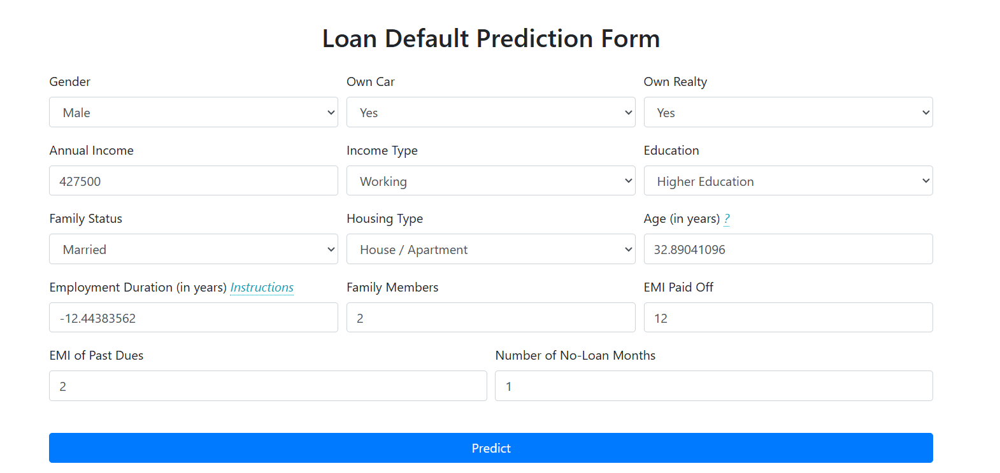 Loan Default Prediction Form
Gender Own Car Own Realty
Male Yes Yes
Annual Income Income Type Education
427500 Working Higher Education
Family Status Housing Type Age (in years) ?
Married House / Apartment 32.89041096
Employment Duration (in years) Instructions Family Members EMI Paid Off
-12.44383562 2 12
EMI of Past Dues Number of No-Loan Months
2 1
Predict